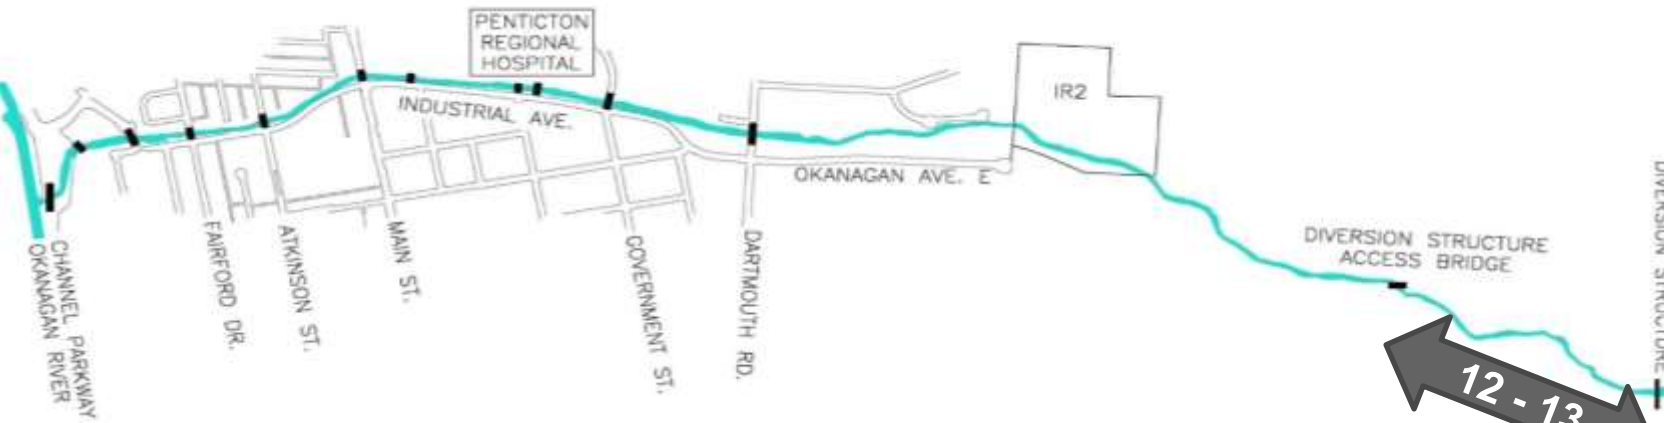 PENTICTON
REGIONAL
HOSPITAL
INDUSTRIAL AVE.
IR2
OKANAGAN AVE. E
DIVERSION STRUCTURE
ACCESS BRIDGE
DIVERSION STRUCTURE
OKANAGAN RIVER
CHANNEL PARKWAY
FAIRFORD DR.
ATKINSON ST.
MAIN ST.
GOVERNMENT ST.
DARTMOUTH RD.
12 - 13